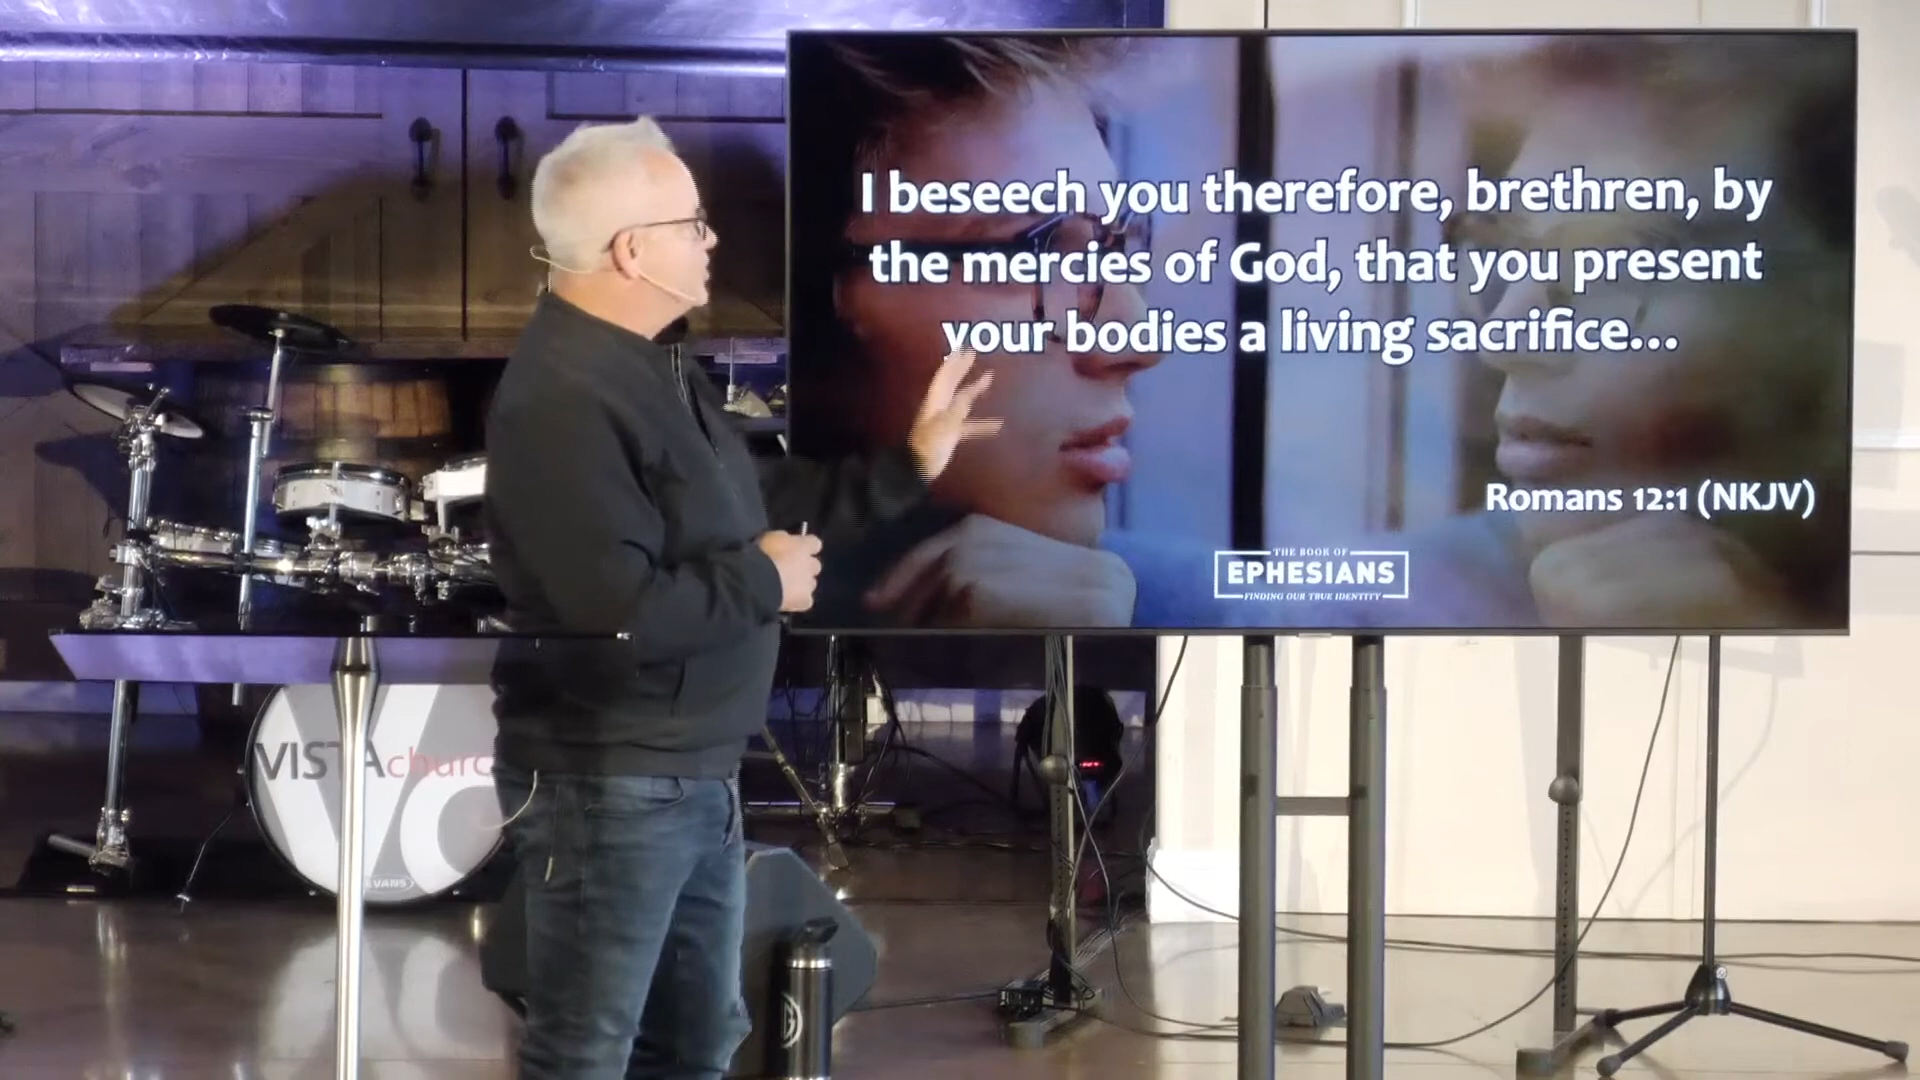 I beseech you therefore, brethren, by
the mercies of God, that you present
your bodies a living sacrifice...
Romans 12:1 (NKJV)
THE BOOK OF
EPHESIANS
FINDING OUR TRUE IDENTITY
VISTAchurc
VC
EVANS